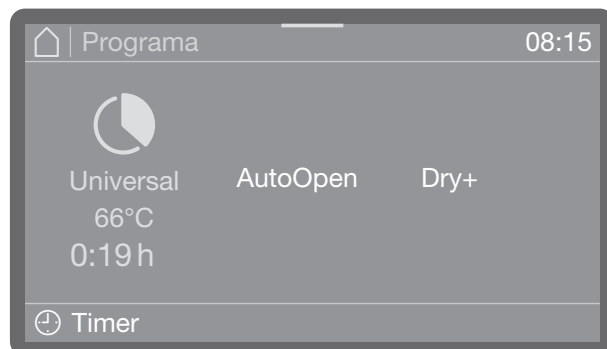 Programa 08:15
Universal AutoOpen Dry+
66°C
0:19 h
Timer